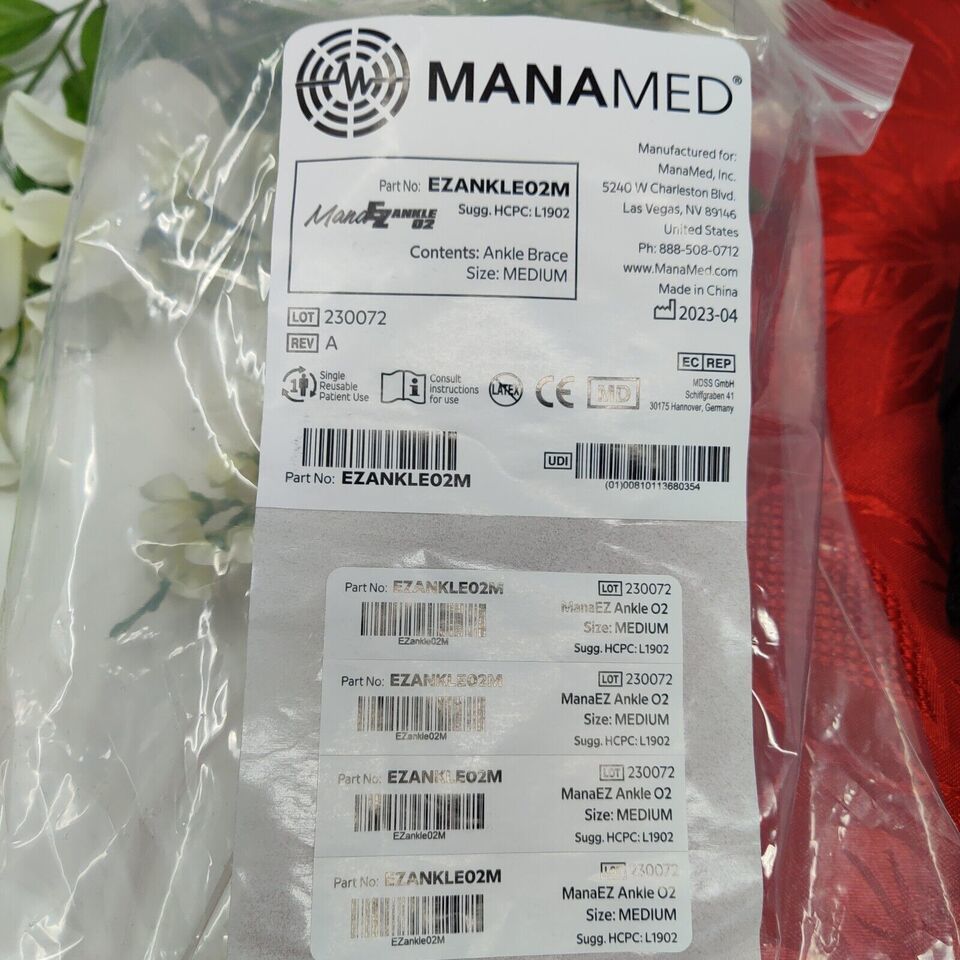 MANAMED®
Manufactured for:
ManaMed, Inc.
5240 W Charleston Blvd.
Las Vegas, NV 89146
United States
Ph: 888-508-0712
www.ManaMed.com
Made in China
2023-04
Part No: EZANKLE02M
ManaEZ ANKLE O2
Sugg. HCPC: L1902
Contents: Ankle Brace
Size: MEDIUM
LOT 230072
REV A
EC REP
MDSS GmbH
Schiffgraben 41
30175 Hannover, Germany
1 Single
Reusable
Patient Use
i Consult
instructions
for use
LATEX
CE
MD
Part No: EZANKLE02M
UDI
(01)00810113680354
Part No: EZANKLE02M
EZankle02M
LOT 230072
ManaEZ Ankle O2
Size: MEDIUM
Sugg. HCPC: L1902
Part No: EZANKLE02M
EZankle02M
LOT 230072
ManaEZ Ankle O2
Size: MEDIUM
Sugg. HCPC: L1902
Part No: EZANKLE02M
EZankle02M
LOT 230072
ManaEZ Ankle O2
Size: MEDIUM
Sugg. HCPC: L1902
Part No: EZANKLE02M
EZankle02M
LOT 230072
ManaEZ Ankle O2
Size: MEDIUM
Sugg. HCPC: L1902